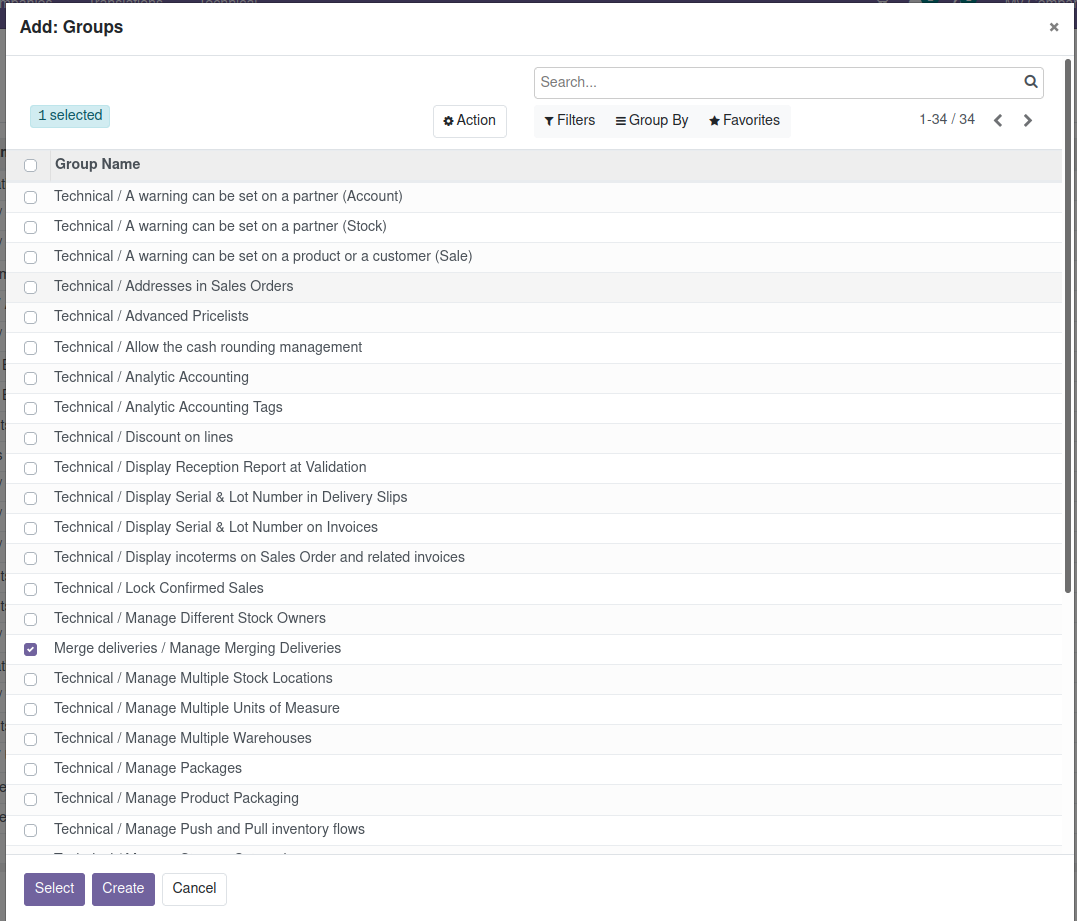 Add: Groups
×
Search...
1 selected
Action
Filters
Group By
Favorites
1-34 / 34
Group Name
Technical / A warning can be set on a partner (Account)
Technical / A warning can be set on a partner (Stock)
Technical / A warning can be set on a product or a customer (Sale)
Technical / Addresses in Sales Orders
Technical / Advanced Pricelists
Technical / Allow the cash rounding management
Technical / Analytic Accounting
Technical / Analytic Accounting Tags
Technical / Discount on lines
Technical / Display Reception Report at Validation
Technical / Display Serial & Lot Number in Delivery Slips
Technical / Display Serial & Lot Number on Invoices
Technical / Display incoterms on Sales Order and related invoices
Technical / Lock Confirmed Sales
Technical / Manage Different Stock Owners
Merge deliveries / Manage Merging Deliveries
Technical / Manage Multiple Stock Locations
Technical / Manage Multiple Units of Measure
Technical / Manage Multiple Warehouses
Technical / Manage Packages
Technical / Manage Product Packaging
Technical / Manage Push and Pull inventory flows
Select
Create
Cancel